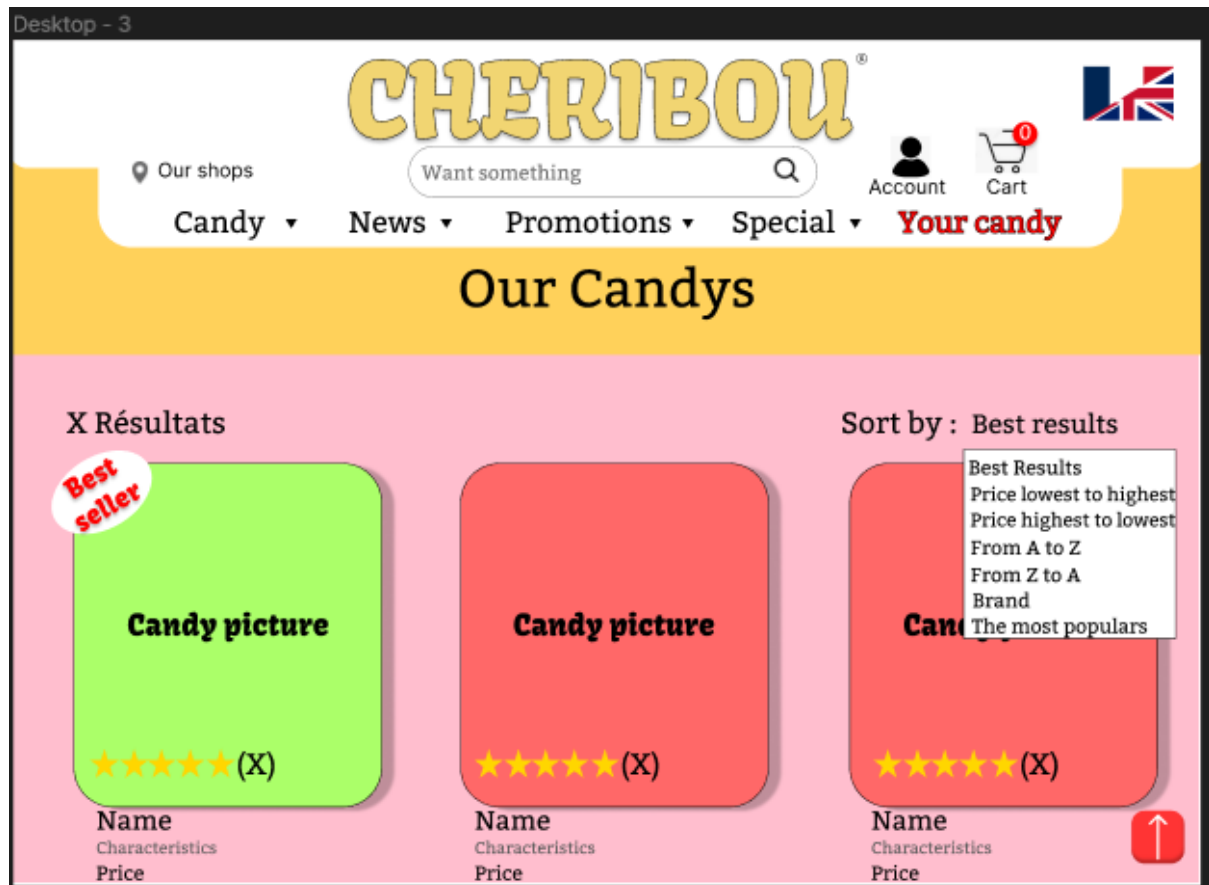 Desktop - 3
CHERIBOU®
Our shops
Want something
Account
0
Cart
Candy ▾ News ▾ Promotions ▾ Special ▾ Your candy
Our Candys
X Résultats
Sort by : Best results
Best
seller
Best Results
Price lowest to highest
Price highest to lowest
From A to Z
From Z to A
Brand
The most populars
Candy picture
Candy picture
Can
★★★★★(X)
★★★★★(X)
★★★★★(X)
Name
Characteristics
Price
Name
Characteristics
Price
Name
Characteristics
Price